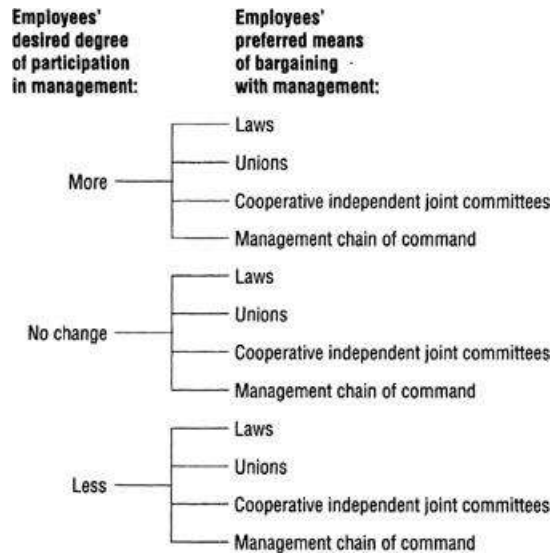 Employees'
desired degree
of participation
in management:
Employees'
preferred means
of bargaining
with management:
More
Laws
Unions
Cooperative independent joint committees
Management chain of command
No change
Laws
Unions
Cooperative independent joint committees
Management chain of command
Less
Laws
Unions
Cooperative independent joint committees
Management chain of command